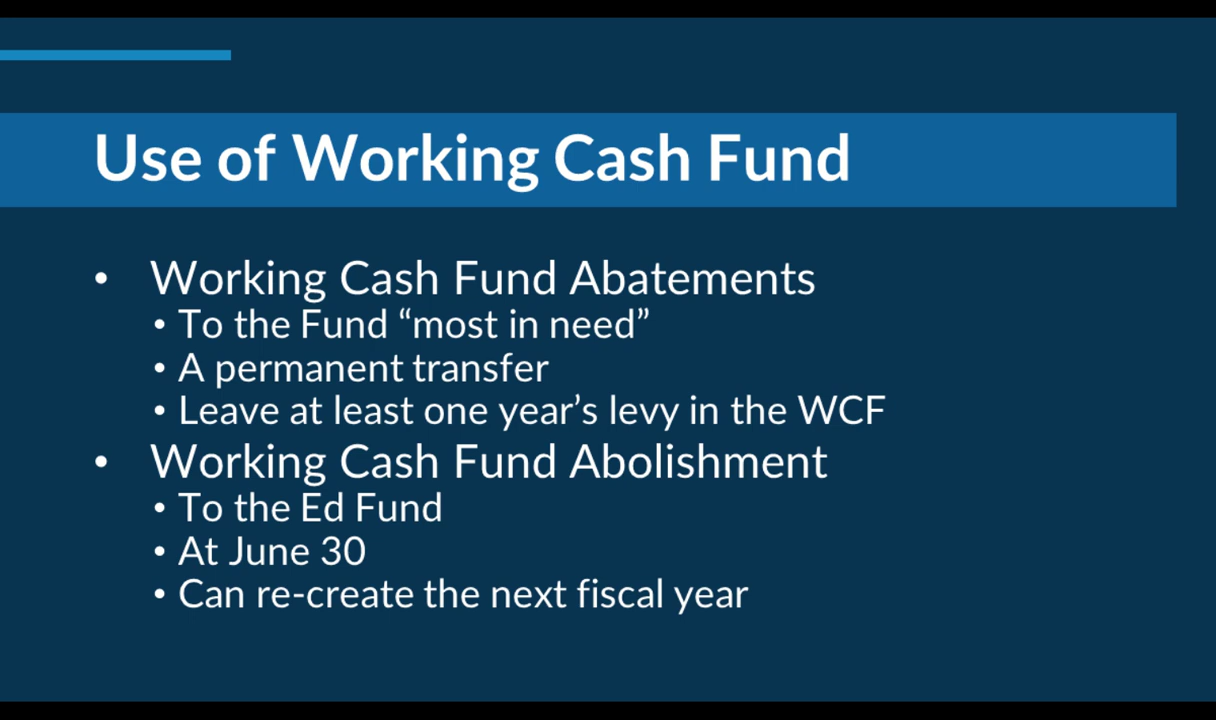 Use of Working Cash Fund
• Working Cash Fund Abatements
• To the Fund “most in need”
• A permanent transfer
• Leave at least one year’s levy in the WCF
• Working Cash Fund Abolishment
• To the Ed Fund
• At June 30
• Can re-create the next fiscal year